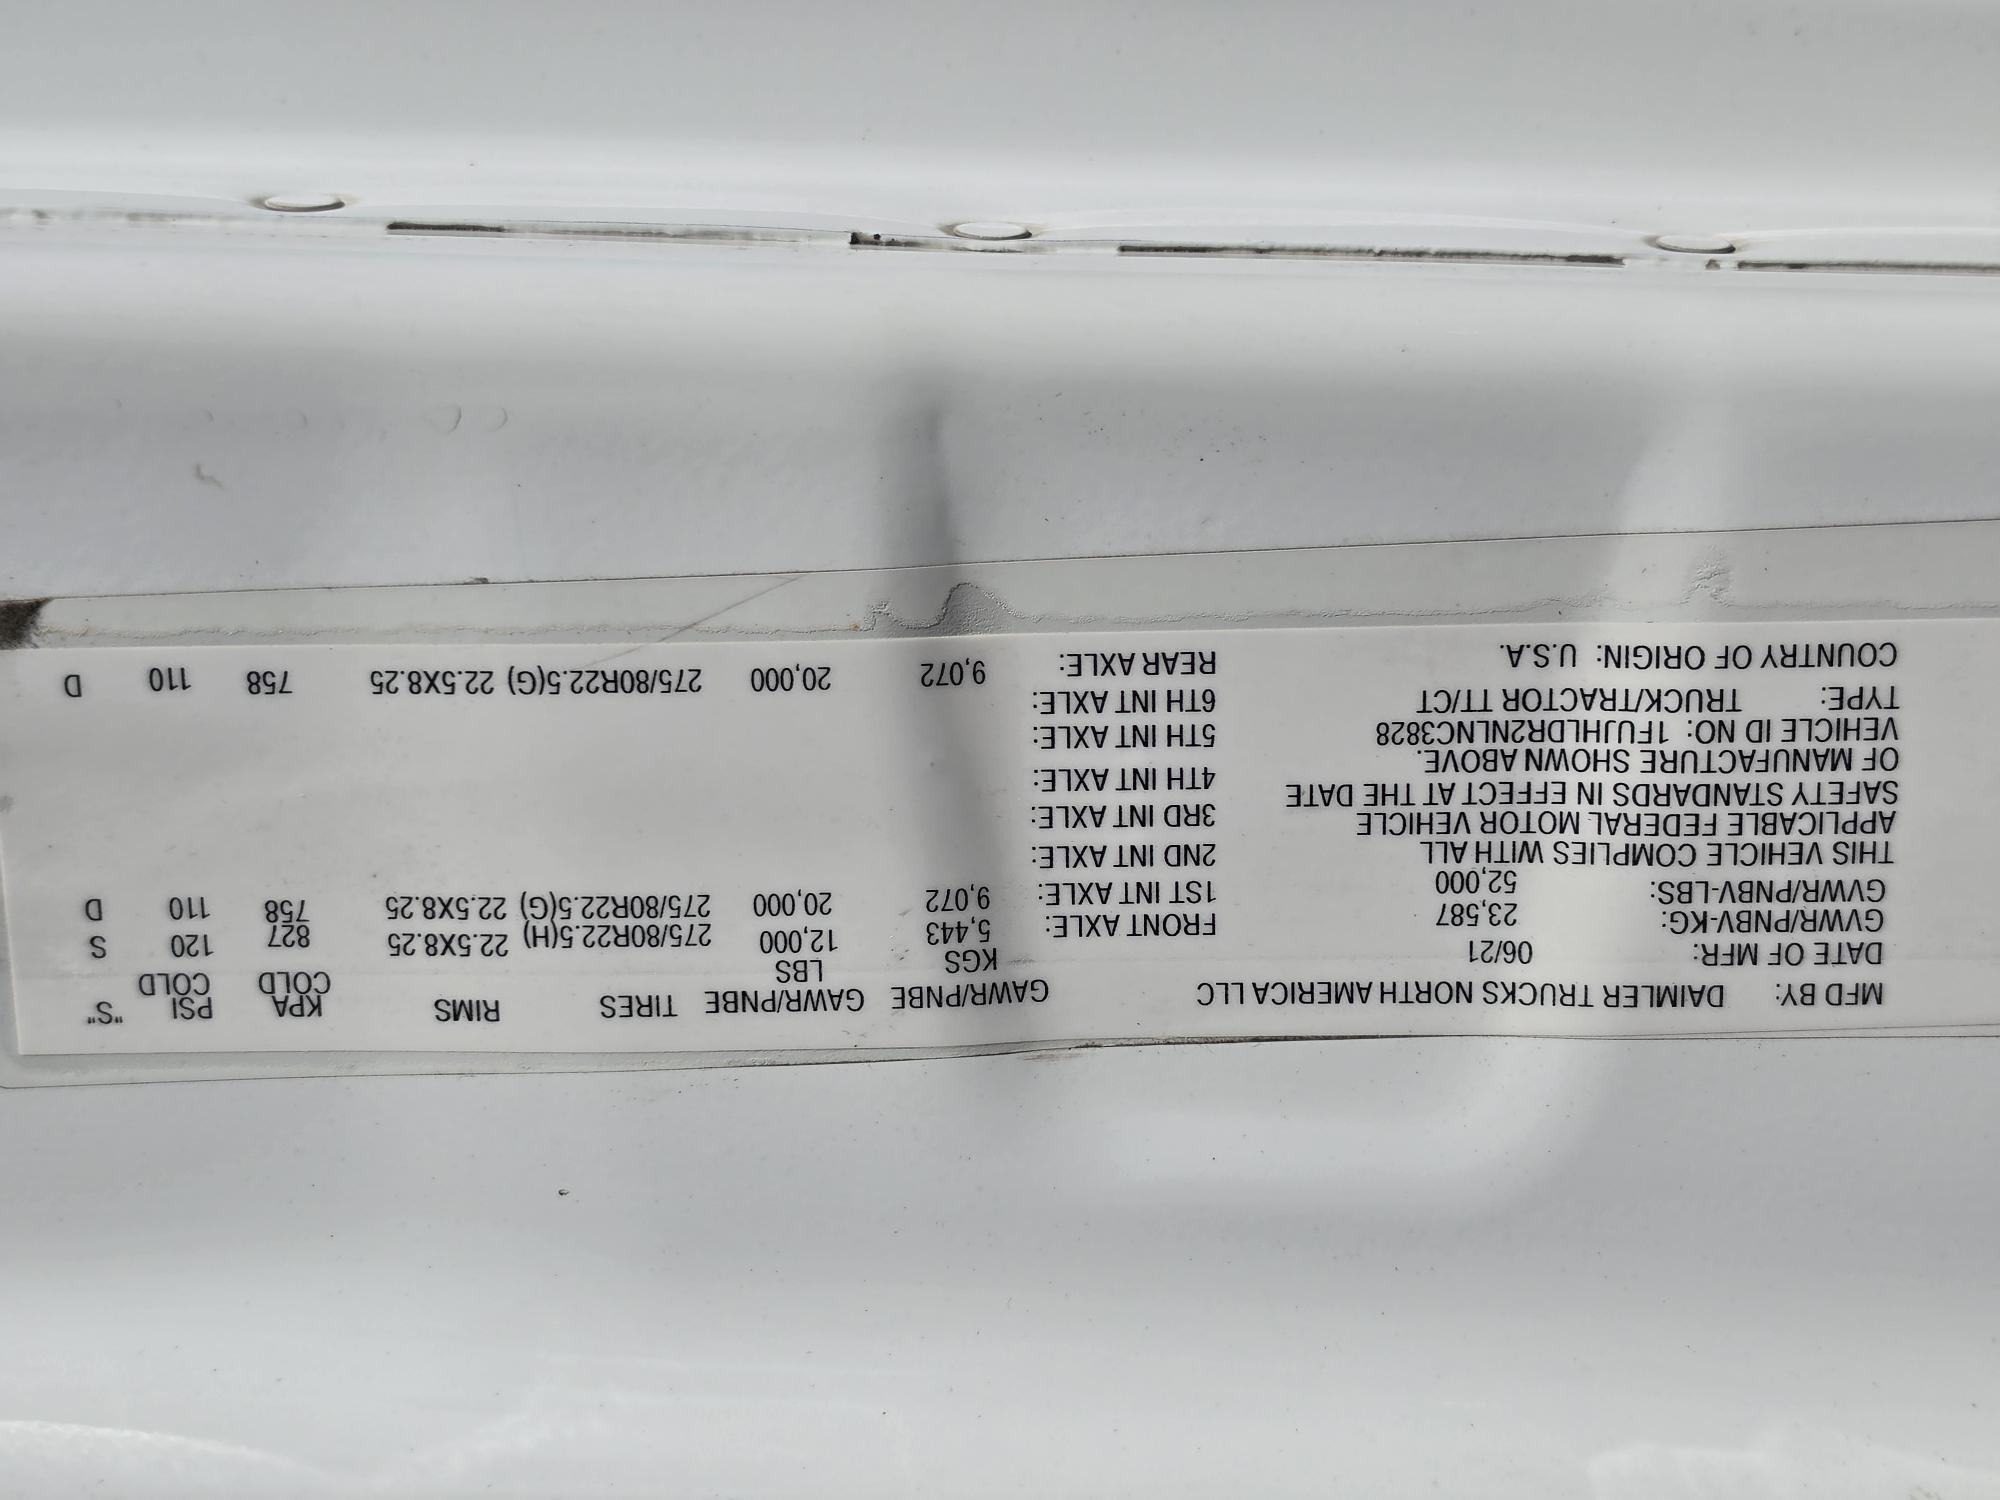 MFD BY: DAIMLER TRUCKS NORTH AMERICA LLC
DATE OF MFR: 06/21
GVWR/PNBV-KG: 23,587
GVWR/PNBV-LBS: 52,000
THIS VEHICLE COMPLIES WITH ALL
APPLICABLE FEDERAL MOTOR VEHICLE
SAFETY STANDARDS IN EFFECT AT THE DATE
OF MANUFACTURE SHOWN ABOVE.
VEHICLE ID NO: 1FUJHLDR2NLNC3828
TYPE: TRUCK/TRACTOR TT/CT
COUNTRY OF ORIGIN: U.S.A.
GAWR/PNBE GAWR/PNBE TIRES RIMS KPA PSI "S"
KGS LBS COLD COLD
FRONT AXLE: 5,443 12,000 275/80R22.5(H) 22.5X8.25 827 120 S
1ST INT AXLE: 9,072 20,000 275/80R22.5(G) 22.5X8.25 758 110 D
2ND INT AXLE:
3RD INT AXLE:
4TH INT AXLE:
5TH INT AXLE:
6TH INT AXLE:
REAR AXLE: 9,072 20,000 275/80R22.5(G) 22.5X8.25 758 110 D